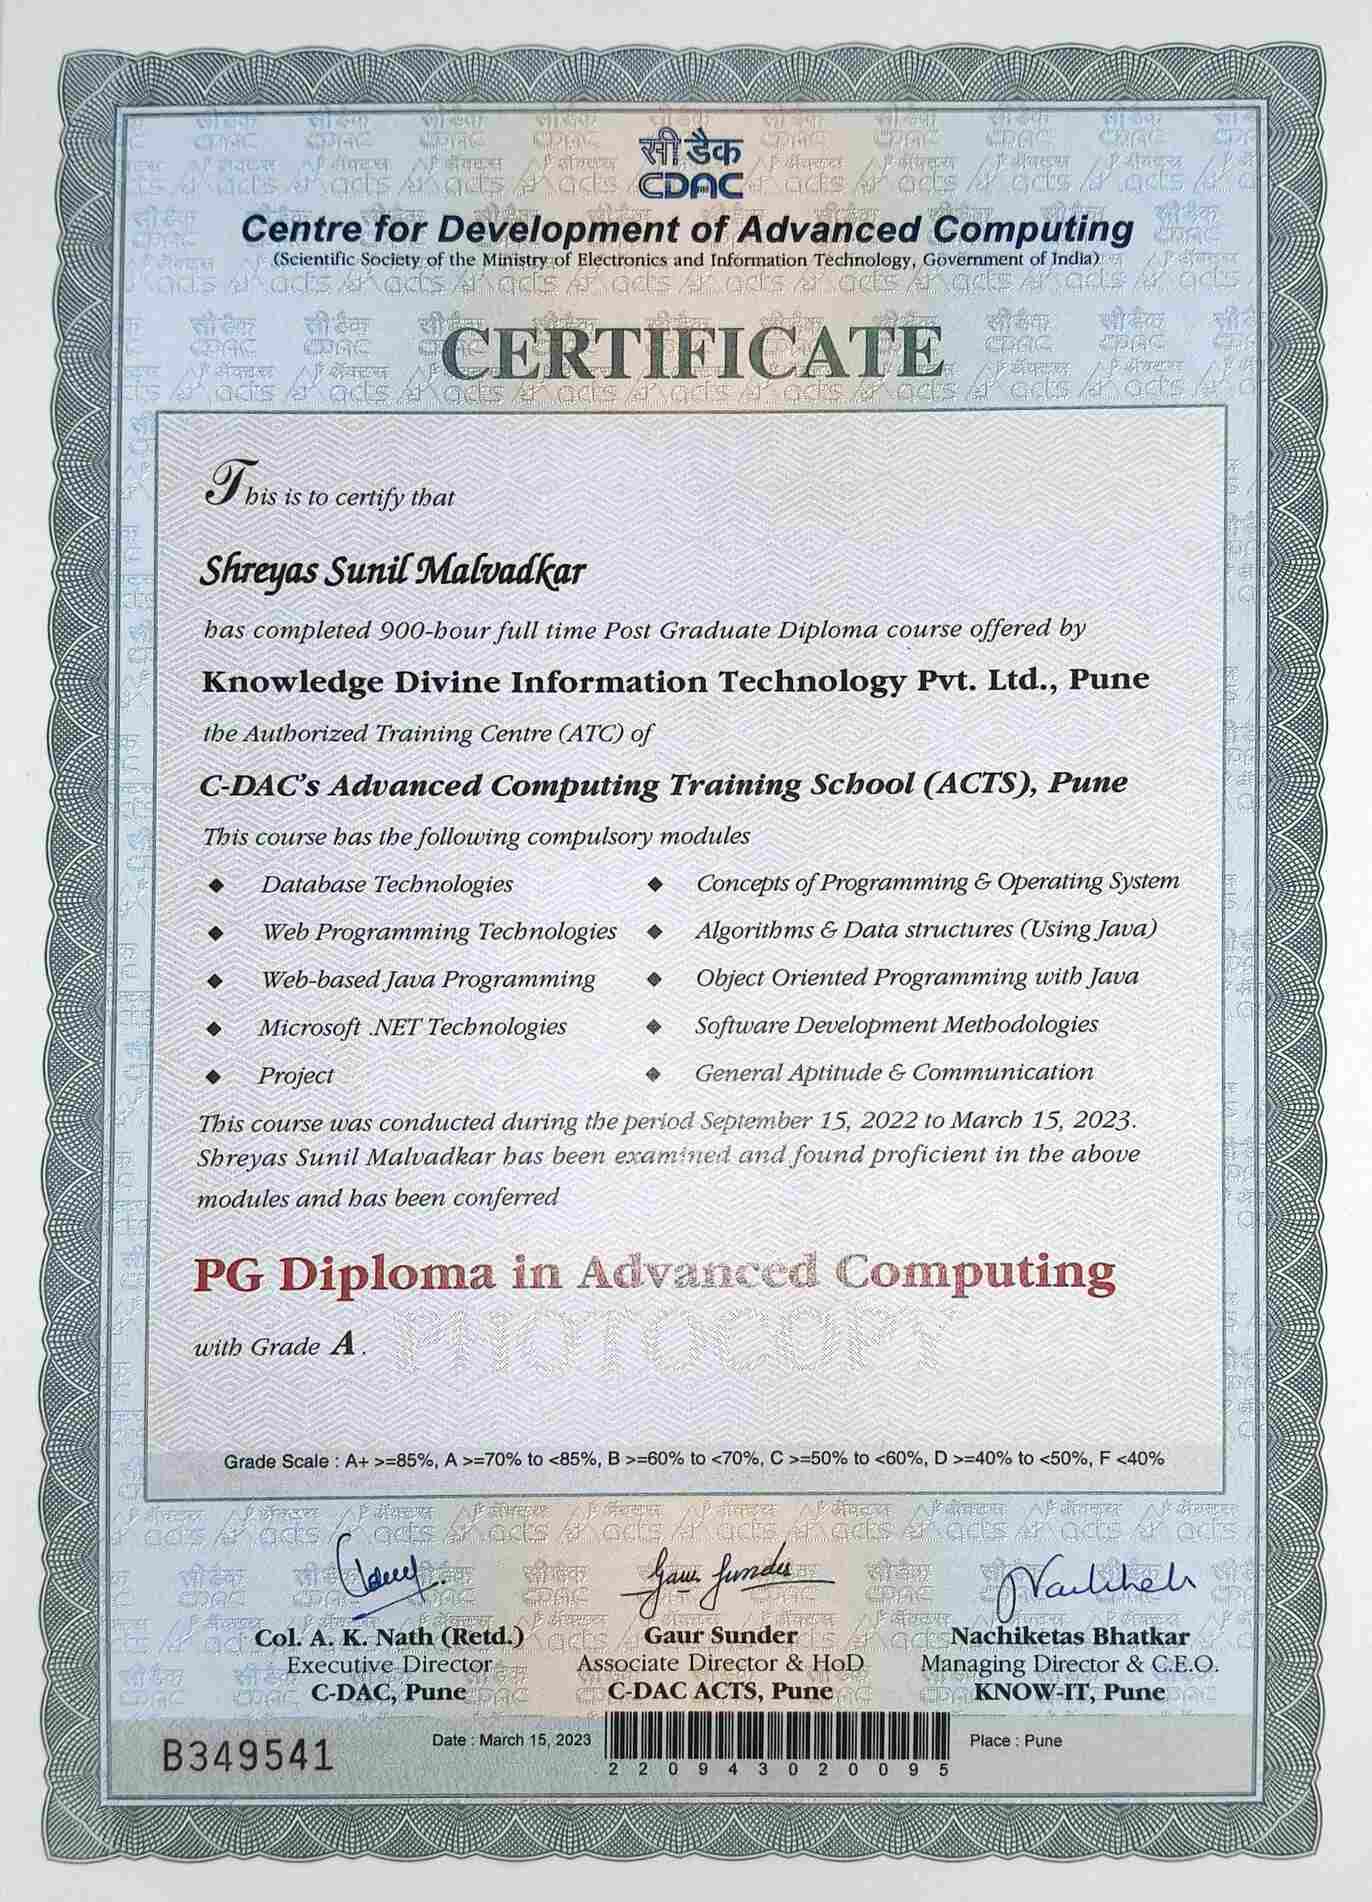 सी डैक
CDAC
Centre for Development of Advanced Computing
(Scientific Society of the Ministry of Electronics and Information Technology, Government of India)
CERTIFICATE
This is to certify that
Shreyas Sunil Malvadkar
has completed 900-hour full time Post Graduate Diploma course offered by
Knowledge Divine Information Technology Pvt. Ltd., Pune
the Authorized Training Centre (ATC) of
C-DAC's Advanced Computing Training School (ACTS), Pune
This course has the following compulsory modules
◆ Database Technologies ◆ Concepts of Programming & Operating System
◆ Web Programming Technologies ◆ Algorithms & Data structures (Using Java)
◆ Web-based Java Programming ◆ Object Oriented Programming with Java
◆ Microsoft .NET Technologies ◆ Software Development Methodologies
◆ Project ◆ General Aptitude & Communication
This course was conducted during the period September 15, 2022 to March 15, 2023.
Shreyas Sunil Malvadkar has been examined and found proficient in the above
modules and has been conferred
PG Diploma in Advanced Computing
PHOTOCOPY
with Grade A.
Grade Scale : A+ >=85%, A >=70% to <85%, B >=60% to <70%, C >=50% to <60%, D >=40% to <50%, F <40%
Gaur Sunder
Col. A. K. Nath (Retd.) Gaur Sunder Nachiketas Bhatkar
Executive Director Associate Director & HoD Managing Director & C.E.O.
C-DAC, Pune C-DAC ACTS, Pune KNOW-IT, Pune
B349541 Date : March 15, 2023 Place : Pune
220943020095